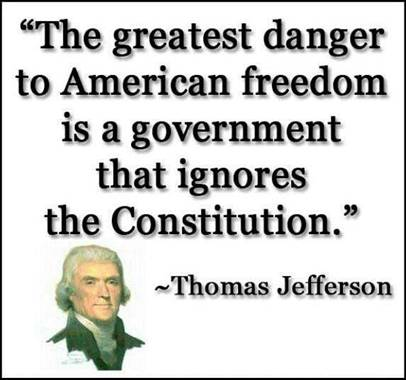 “The greatest danger
to American freedom
is a government
that ignores
the Constitution.”
~Thomas Jefferson